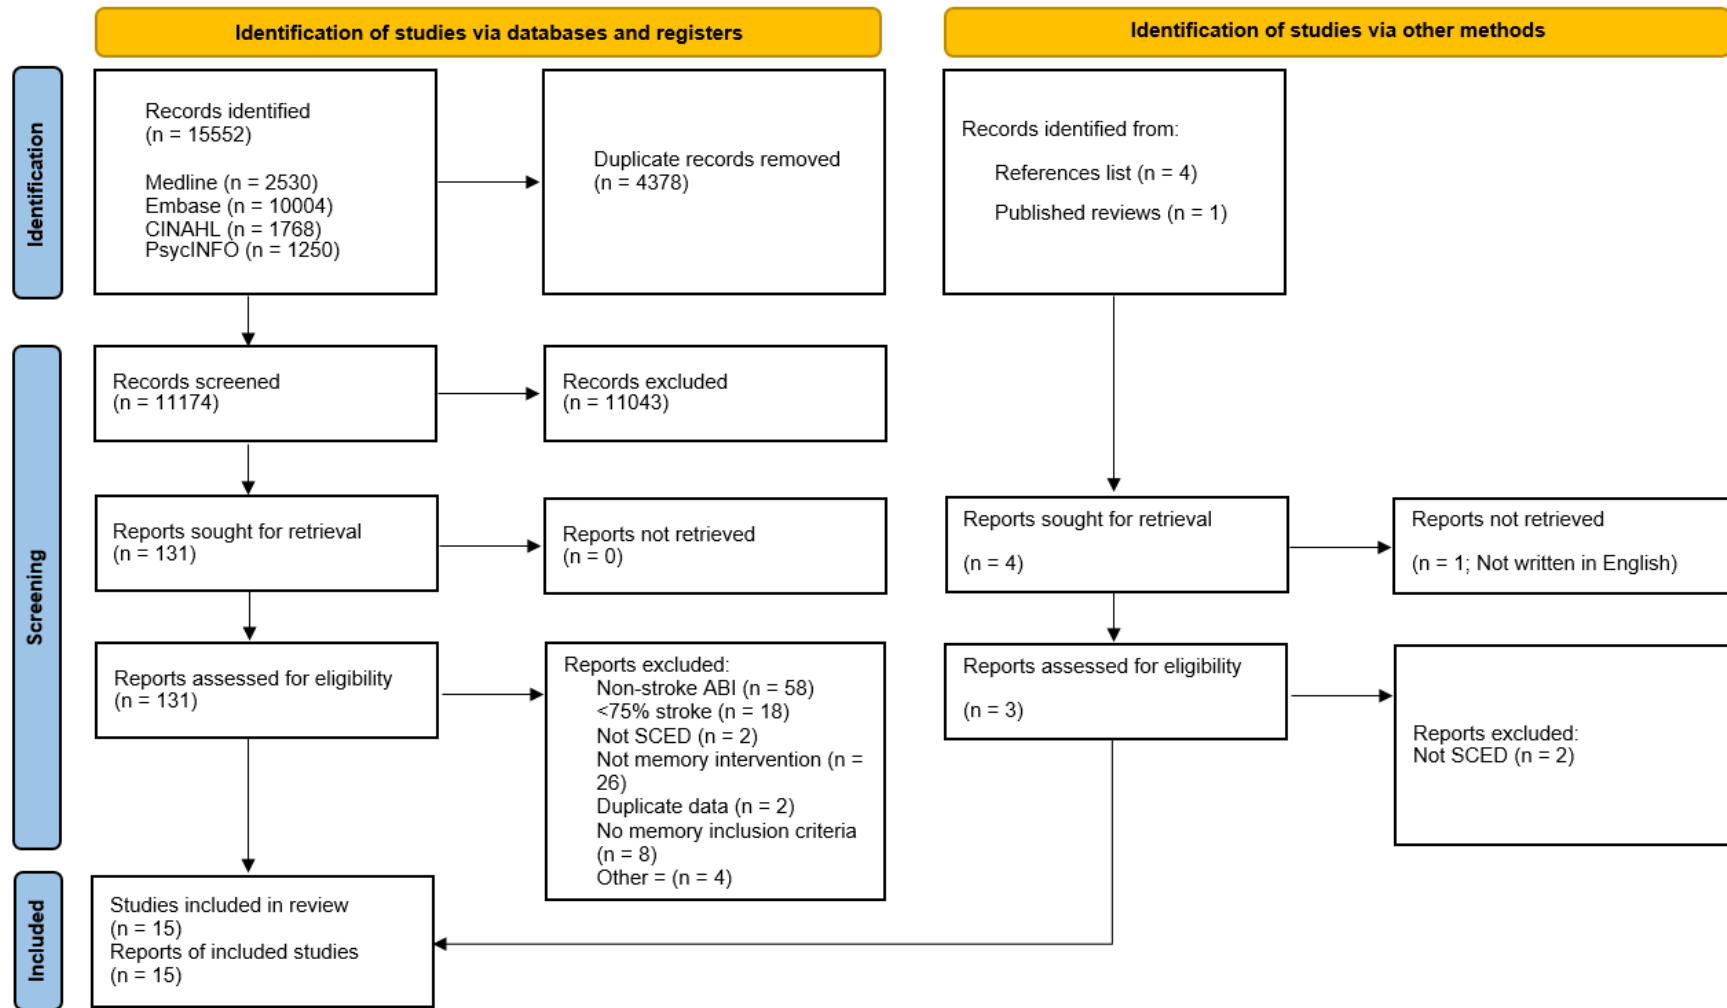 Identification of studies via databases and registers
Identification of studies via other methods
Identification
Records identified
(n = 15552)
Medline (n = 2530)
Embase (n = 10004)
CINAHL (n = 1768)
PsycINFO (n = 1250)
Duplicate records removed
(n = 4378)
Records identified from:
References list (n = 4)
Published reviews (n = 1)
Screening
Records screened
(n = 11174)
Records excluded
(n = 11043)
Reports sought for retrieval
(n = 131)
Reports not retrieved
(n = 0)
Reports sought for retrieval
(n = 4)
Reports not retrieved
(n = 1; Not written in English)
Reports assessed for eligibility
(n = 131)
Reports excluded:
Non-stroke ABI (n = 58)
<75% stroke (n = 18)
Not SCED (n = 2)
Not memory intervention (n =
26)
Duplicate data (n = 2)
No memory inclusion criteria
(n = 8)
Other = (n = 4)
Reports assessed for eligibility
(n = 3)
Reports excluded:
Not SCED (n = 2)
Included
Studies included in review
(n = 15)
Reports of included studies
(n = 15)